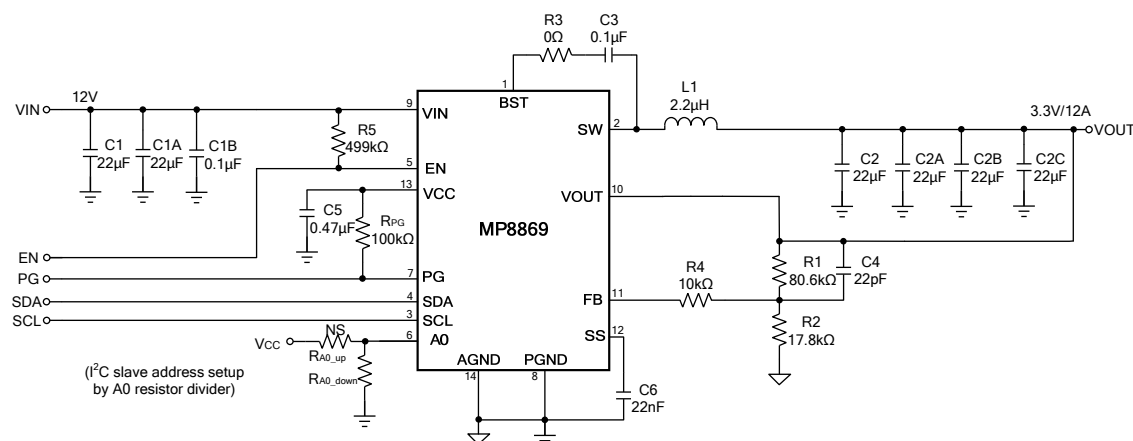 R3
0Ω
C3
0.1µF
1
BST
VIN
12V
9
VIN
C1
22µF
C1A
22µF
C1B
0.1µF
R5
499kΩ
5
EN
13
VCC
C5
0.47µF
RPG
100kΩ
MP8869
SW
2
L1
2.2µH
3.3V/12A
VOUT
C2
22µF
C2A
22µF
C2B
22µF
C2C
22µF
VOUT
10
EN
PG
7
PG
SDA
4
SDA
SCL
3
SCL
6
A0
VCC
NS
RA0_up
RA0_down
(I²C slave address setup
by A0 resistor divider)
R1
80.6kΩ
C4
22pF
R4
10kΩ
FB
11
R2
17.8kΩ
SS
12
AGND
PGND
14
8
C6
22nF